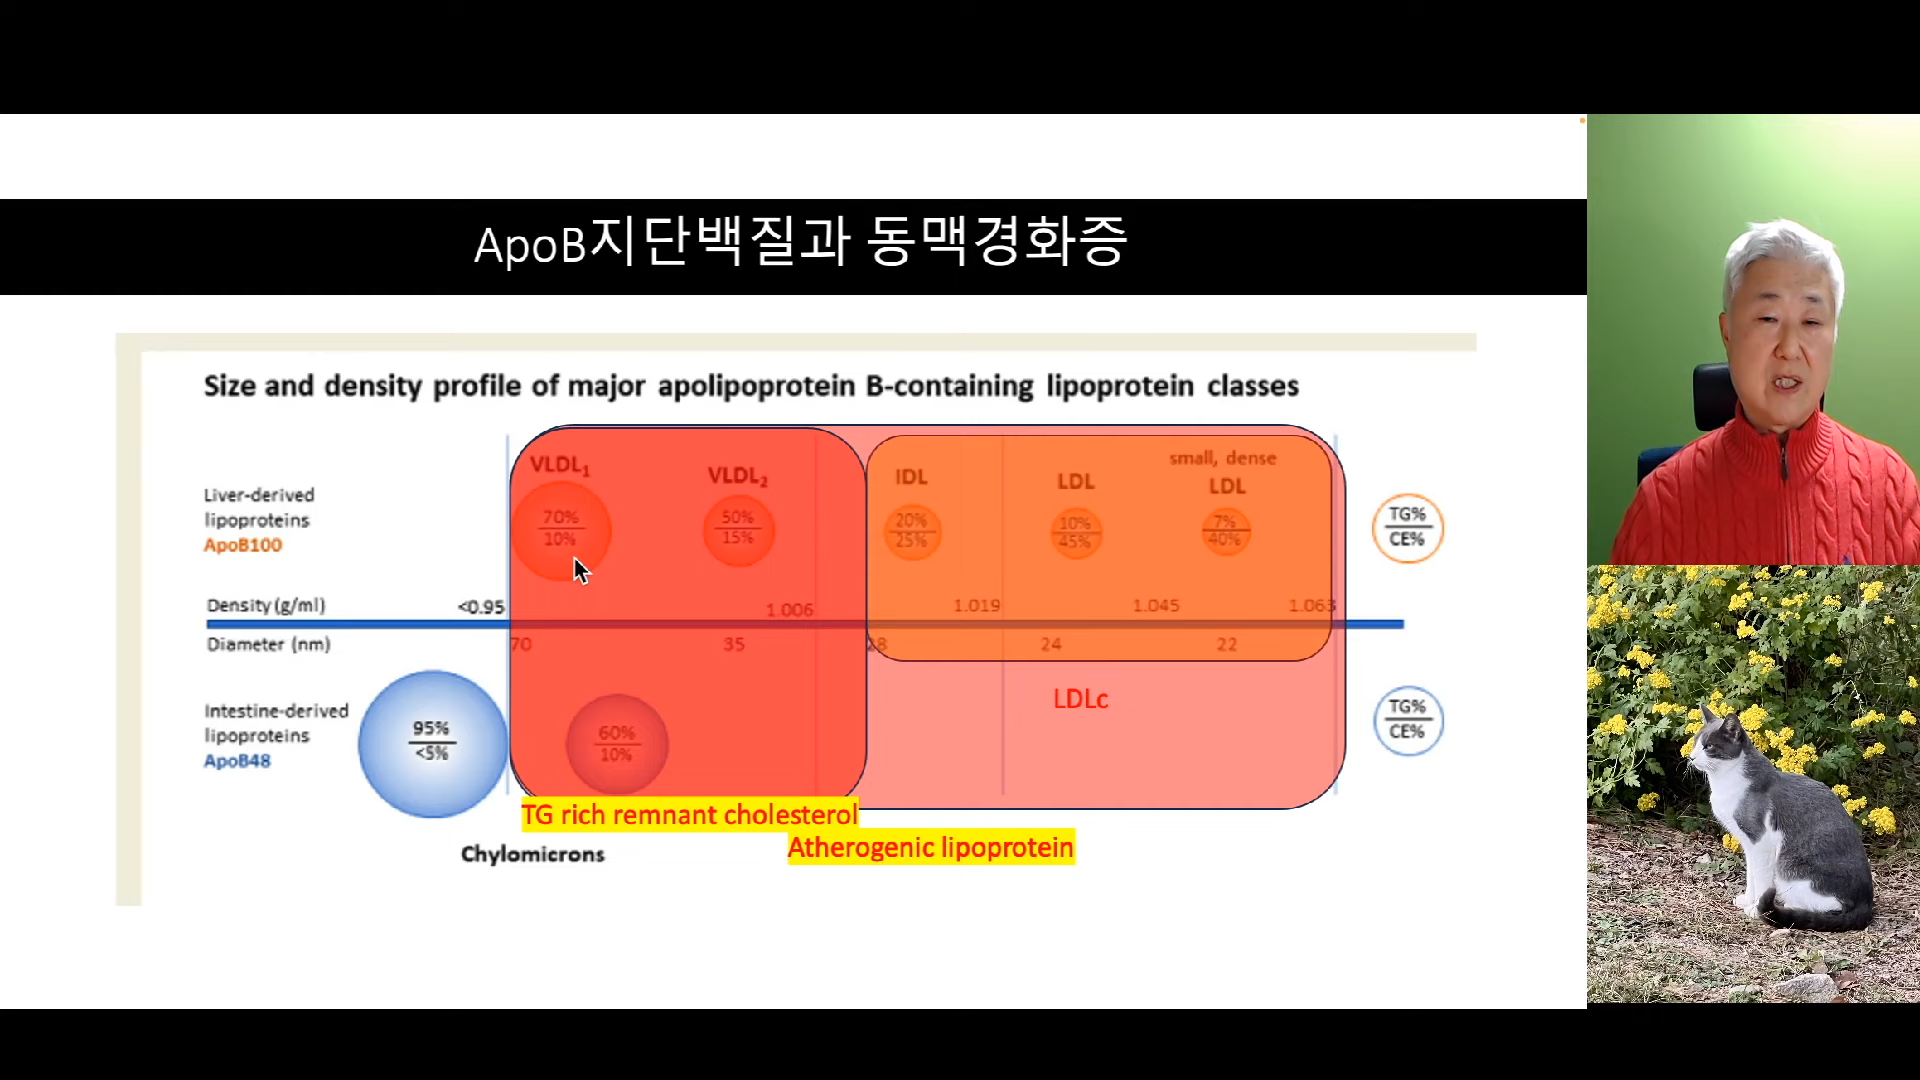 ApoB지단백질과 동맥경화증
Size and density profile of major apolipoprotein B-containing lipoprotein classes
VLDL1
VLDL2
IDL
LDL
small, dense
LDL
Liver-derived
lipoproteins
ApoB100
70%
10%
50%
15%
20%
25%
10%
45%
7%
40%
TG%
CE%
Density (g/ml)
<0.95
1.006
1.019
1.045
1.063
Diameter (nm)
70
35
28
24
22
Intestine-derived
lipoproteins
ApoB48
95%
<5%
60%
10%
LDLc
TG%
CE%
TG rich remnant cholesterol
Atherogenic lipoprotein
Chylomicrons